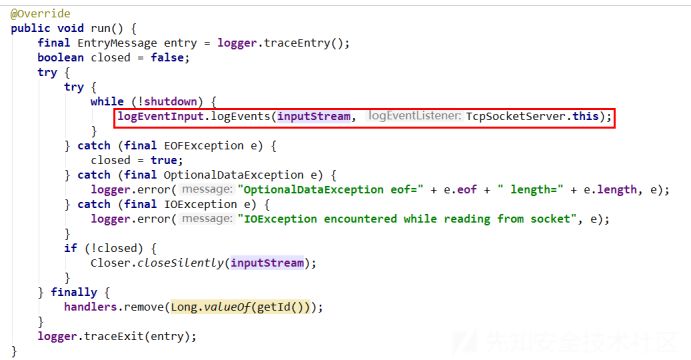 @Override
public void run() {
final EntryMessage entry = logger.traceEntry();
boolean closed = false;
try {
try {
while (!shutdown) {
logEventInput.logEvents(inputStream, logEventListener: TcpSocketServer.this);
}
} catch (final EOFException e) {
closed = true;
} catch (final OptionalDataException e) {
logger.error( message: "OptionalDataException eof=" + e.eof + " length=" + e.length, e);
} catch (final IOException e) {
logger.error( message: "IOException encountered while reading from socket", e);
}
if (!closed) {
Closer.closeSilently(inputStream);
}
} finally {
handlers.remove(Long.valueOf(getId()));
}
logger.traceExit(entry);
}
先知安全技术社区